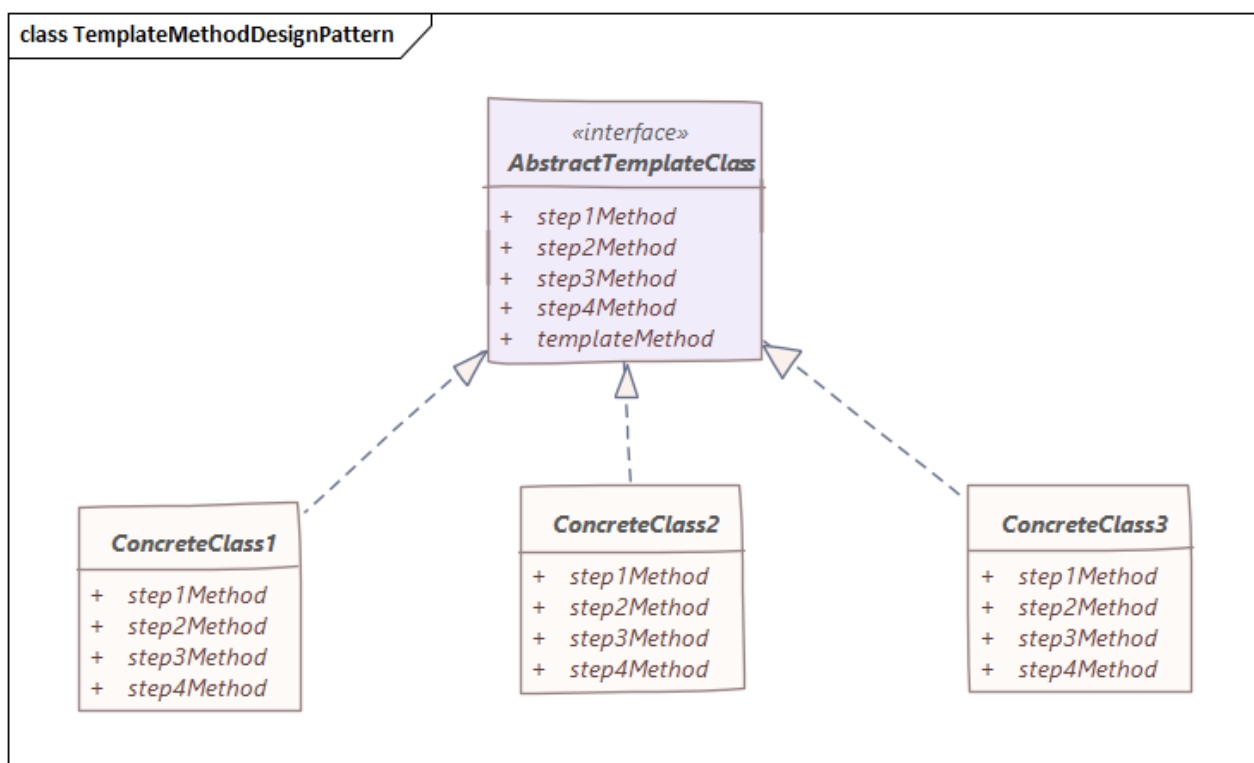 class TemplateMethodDesignPattern
«interface»
AbstractTemplateClass
+ step1Method
+ step2Method
+ step3Method
+ step4Method
+ templateMethod
ConcreteClass1
+ step1Method
+ step2Method
+ step3Method
+ step4Method
ConcreteClass2
+ step1Method
+ step2Method
+ step3Method
+ step4Method
ConcreteClass3
+ step1Method
+ step2Method
+ step3Method
+ step4Method